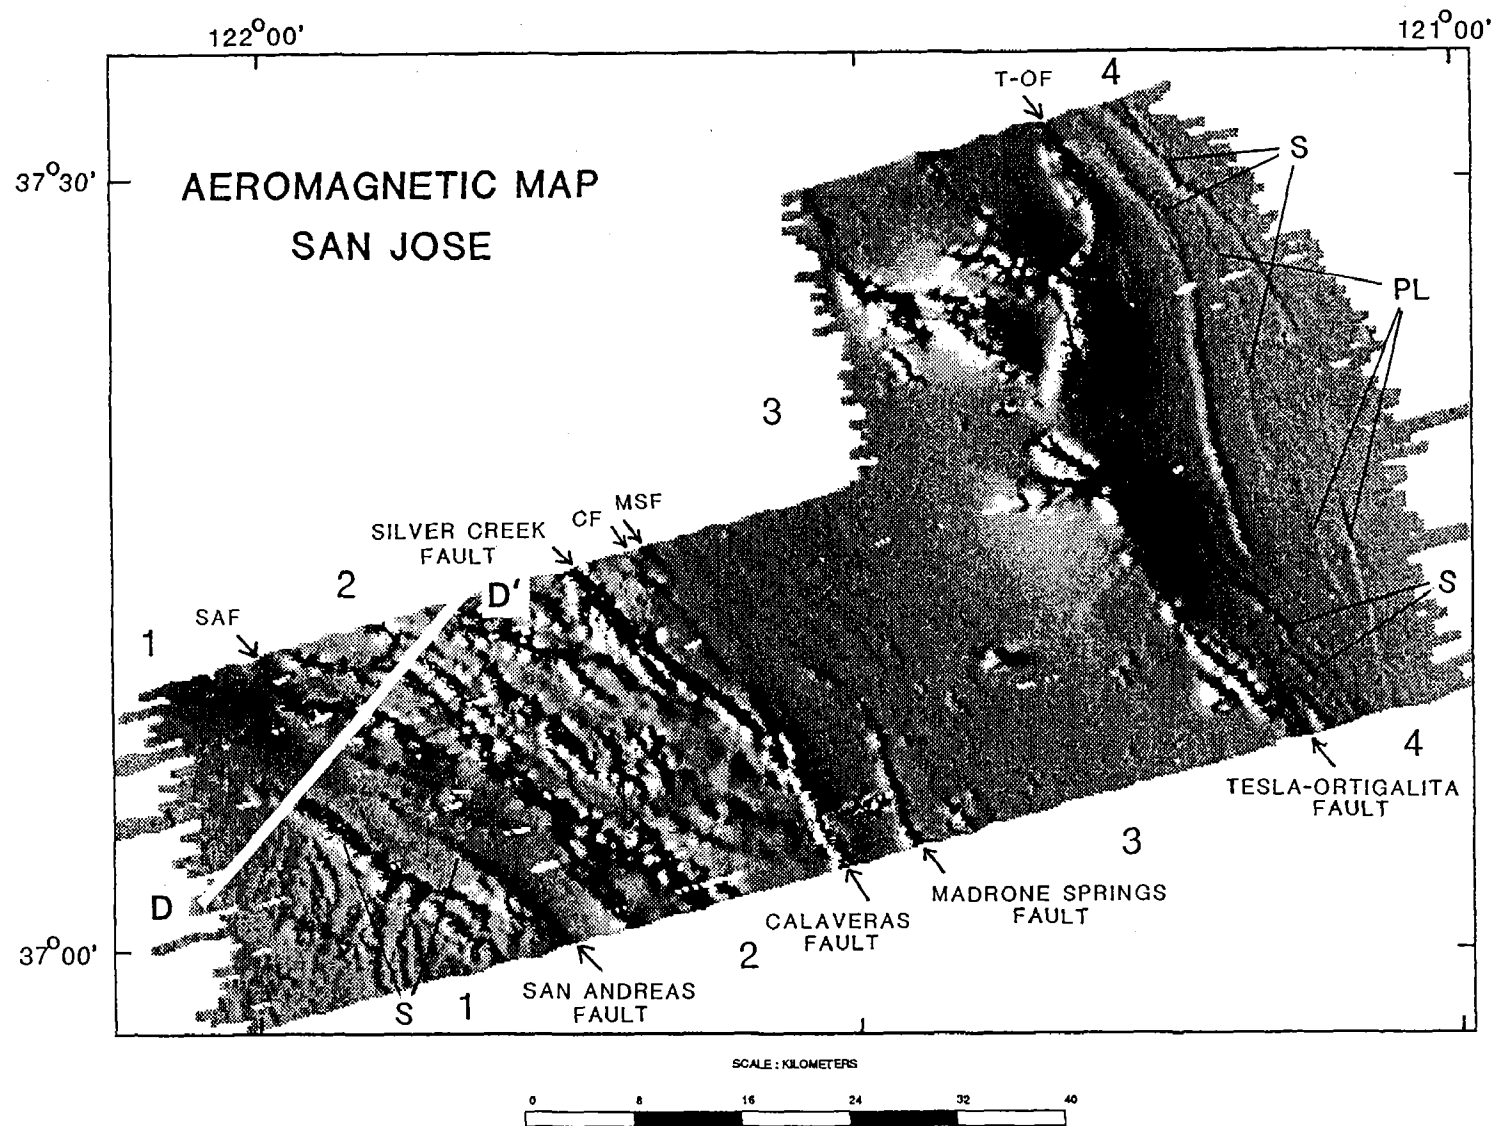 122°00'
121°00'
T-OF
4
37°30'
AEROMAGNETIC MAP
SAN JOSE
S
PL
3
MSF
CF
SILVER CREEK
FAULT
2
D'
S
SAF
1
4
TESLA-ORTIGALITA
FAULT
3
MADRONE SPRINGS
FAULT
D
CALAVERAS
FAULT
37°00'
2
SAN ANDREAS
FAULT
1
S
SCALE : KILOMETERS
0 8 16 24 32 40